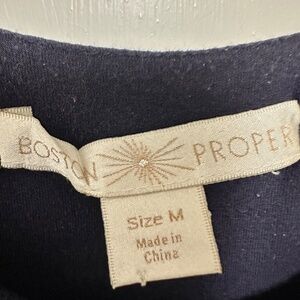 BOSTON PROPER
Size M
Made in
China